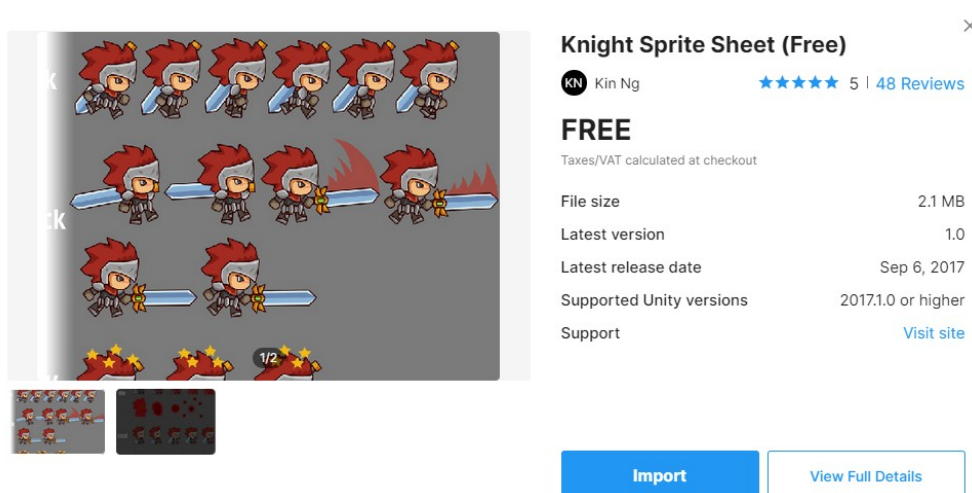 k
ck
1/2
Knight Sprite Sheet (Free)
KN Kin Ng 5 | 48 Reviews
FREE
Taxes/VAT calculated at checkout
File size 2.1 MB
Latest version 1.0
Latest release date Sep 6, 2017
Supported Unity versions 2017.1.0 or higher
Support Visit site
Import View Full Details